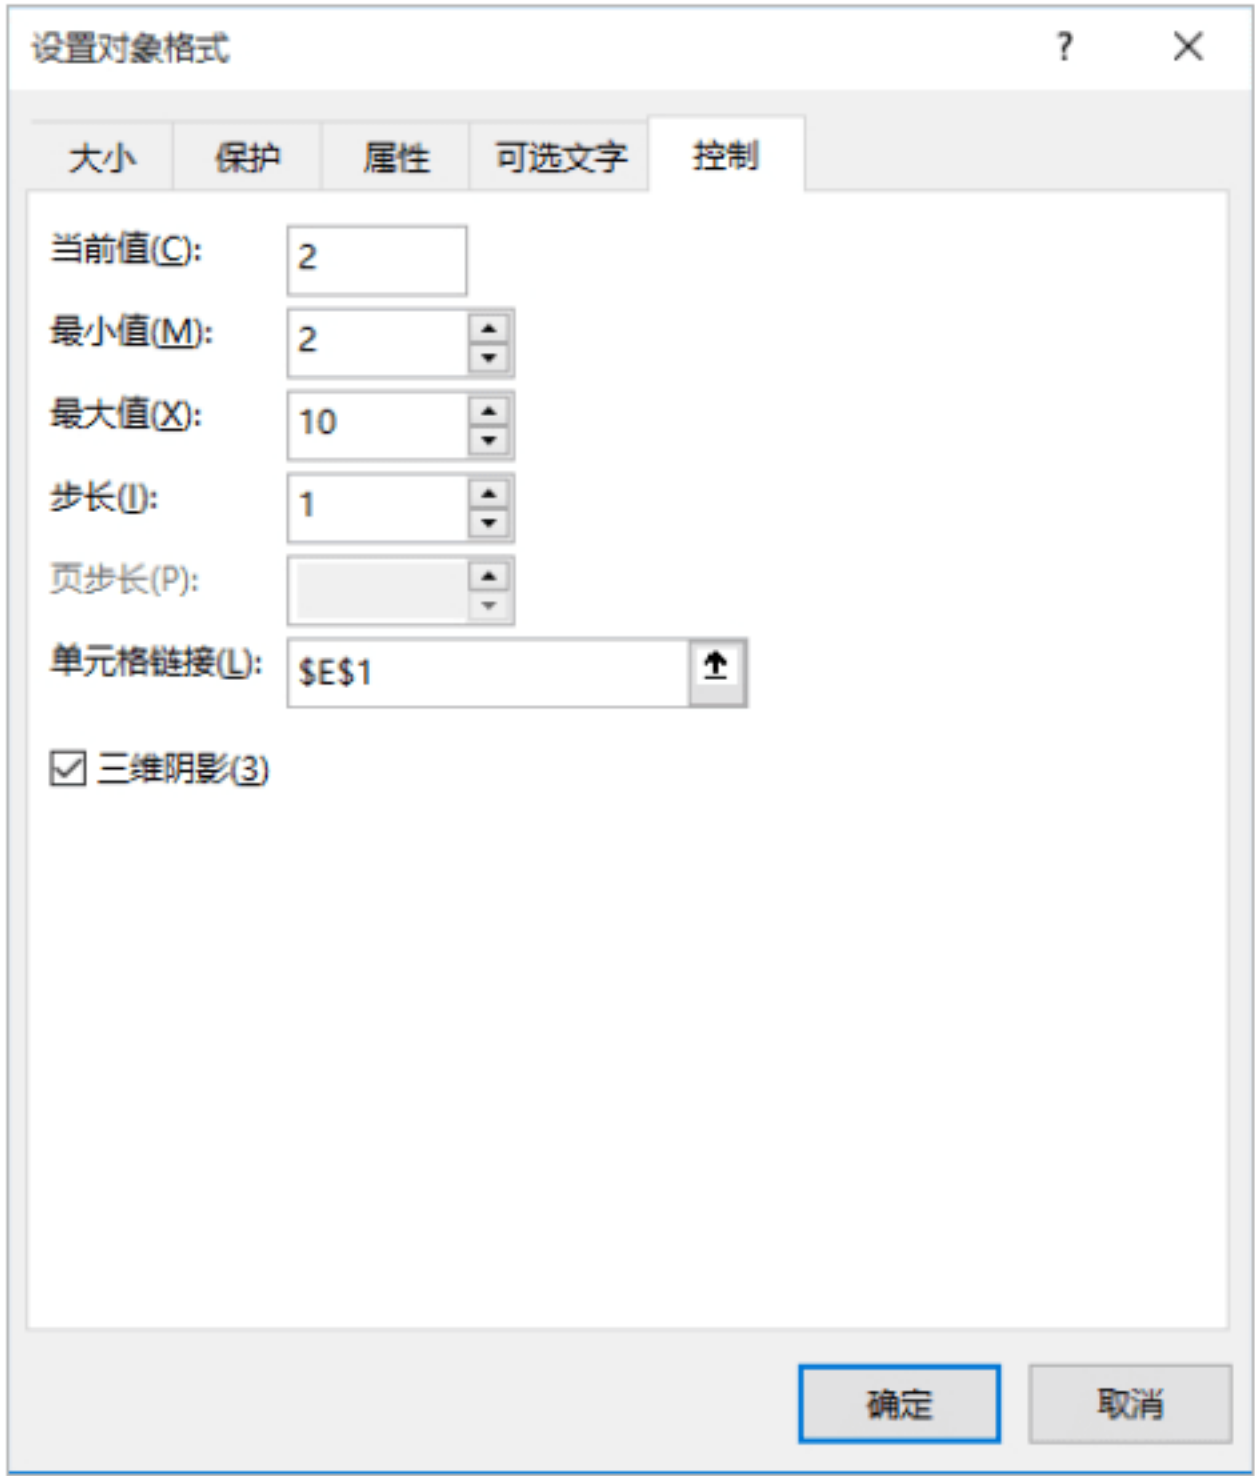 设置对象格式 ?
大小 保护 属性 可选文字 控制
当前值(C): 2
最小值(M): 2
最大值(X): 10
步长(I): 1
页步长(P):
单元格链接(L): $E$1
三维阴影(3)
确定 取消